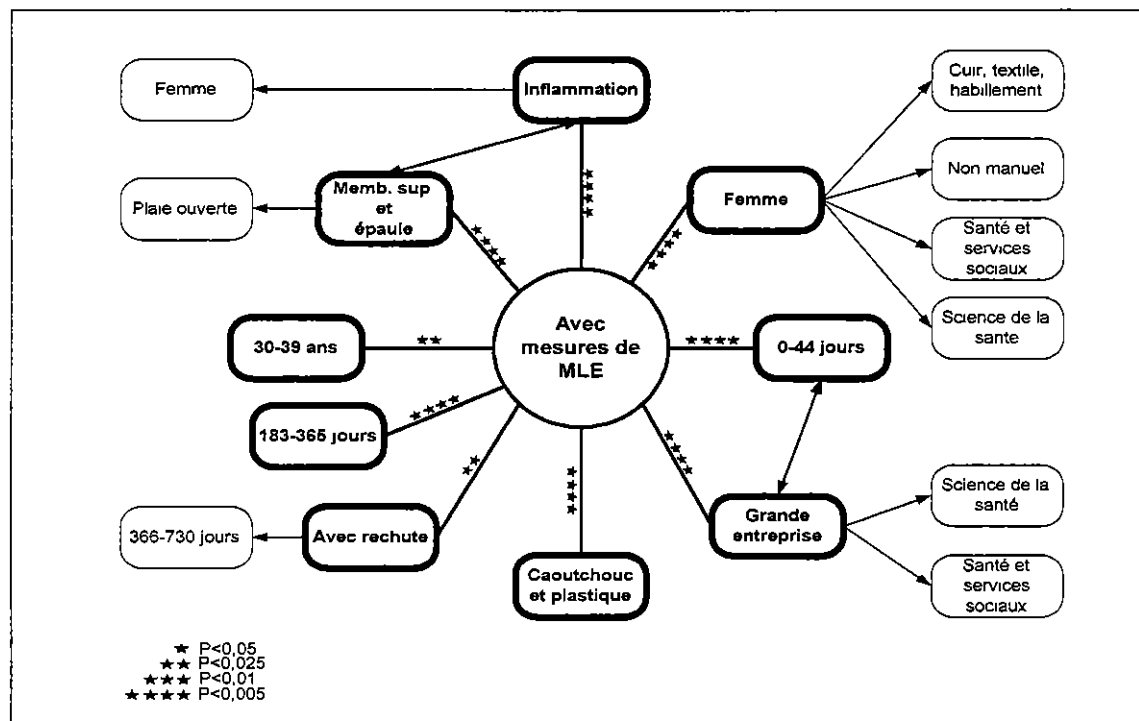 Femme
Inflammation
Cuir, textile,
habillement
Plaie ouverte
Memb. sup
et
épaule
★★★★
★★★★
★★★★
Femme
Non manuel
Santé et
services
sociaux
Science de la
sante
30-39 ans
★★
Avec
mesures de
MLE
★★★★
0-44 jours
183-365 jours
★★★★
366-730 jours
Avec rechute
★★
★★★★
Caoutchouc
et plastique
★★★★
Grande
entreprise
Science de la
santé
Santé et
services
sociaux
★ P<0,05
★★ P<0,025
★★★ P<0,01
★★★★ P<0,005